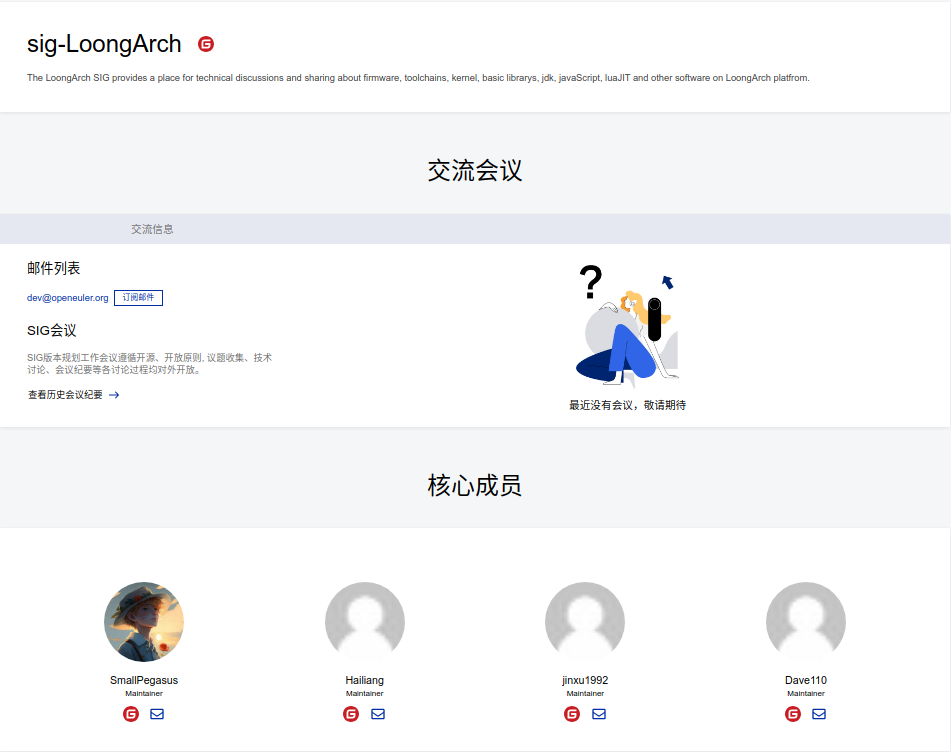 sig-LoongArch
The LoongArch SIG provides a place for technical discussions and sharing about firmware, toolchains, kernel, basic librarys, jdk, javaScript, luaJIT and other software on LoongArch platfrom.
交流会议
交流信息
邮件列表
dev@openeuler.org 订阅邮件
SIG会议
SIG版本规划工作会议遵循开源、开放原则, 议题收集、技术
讨论、会议纪要等各讨论过程均对外开放。
查看历史会议纪要
?
最近没有会议，敬请期待
核心成员
SmallPegasus
Maintainer
Hailiang
Maintainer
jinxu1992
Maintainer
Dave110
Maintainer